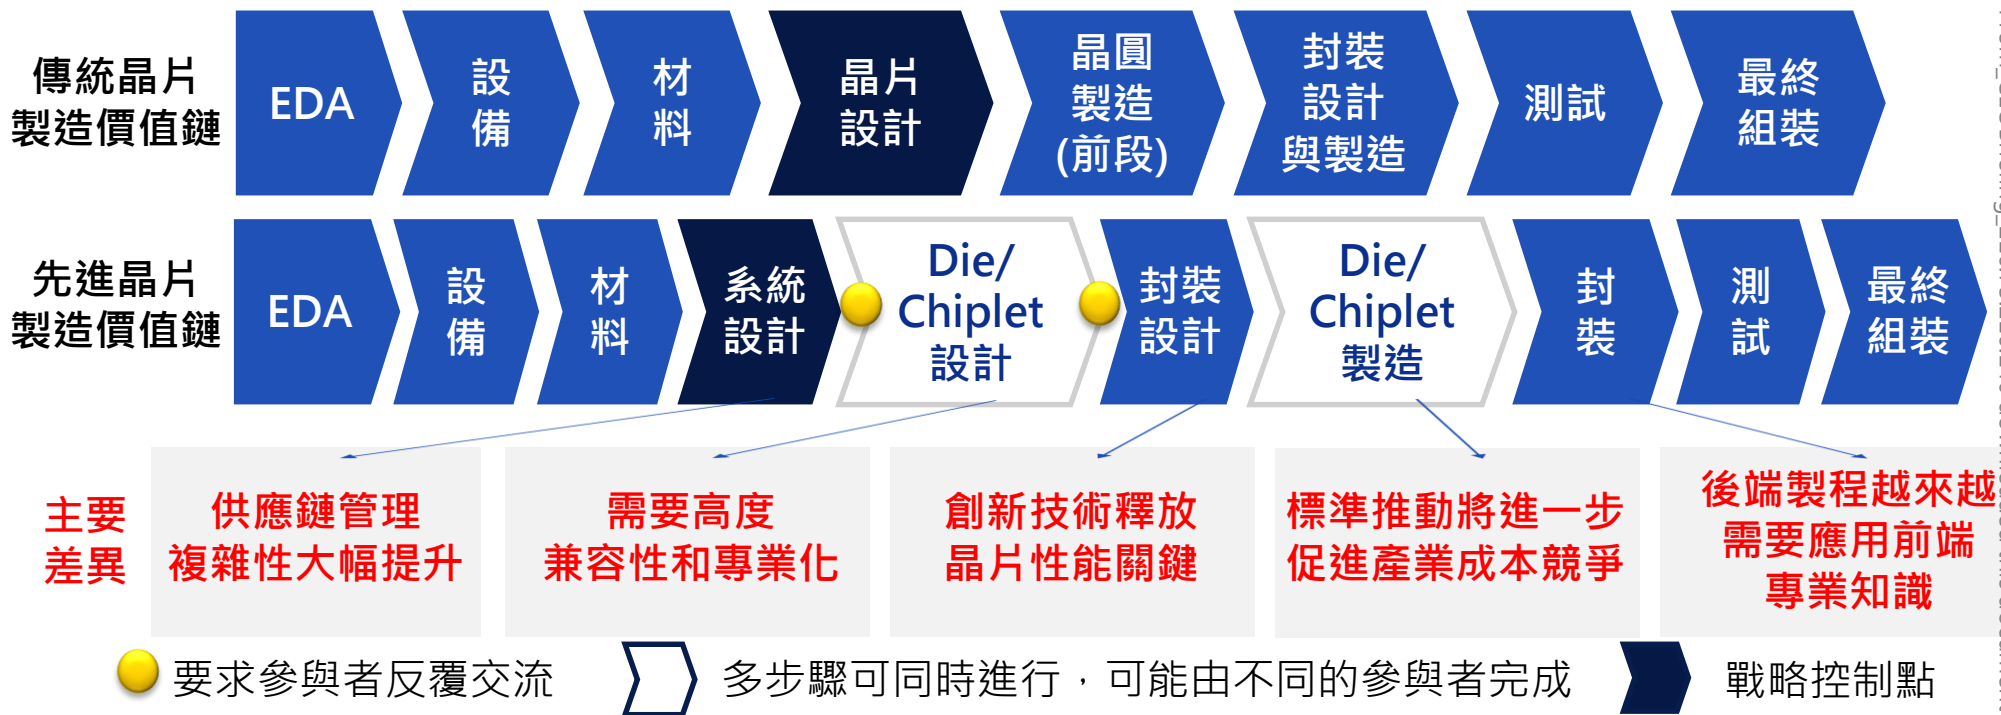 傳統晶片
製造價值鏈
EDA
設
備
材
料
晶片
設計
晶圓
製造
(前段)
封裝
設計
與製造
測試
最終
組裝
先進晶片
製造價值鏈
EDA
設
備
材
料
系統
設計
Die/
Chiplet
設計
封裝
設計
Die/
Chiplet
製造
封
裝
測
試
最終
組裝
主要
差異
供應鏈管理
複雜性大幅提升
需要高度
兼容性和專業化
創新技術釋放
晶片性能關鍵
標準推動將進一步
促進產業成本競爭
後端製程越來越
需要應用前端
專業知識
要求參與者反覆交流
多步驟可同時進行，可能由不同的參與者完成
戰略控制點